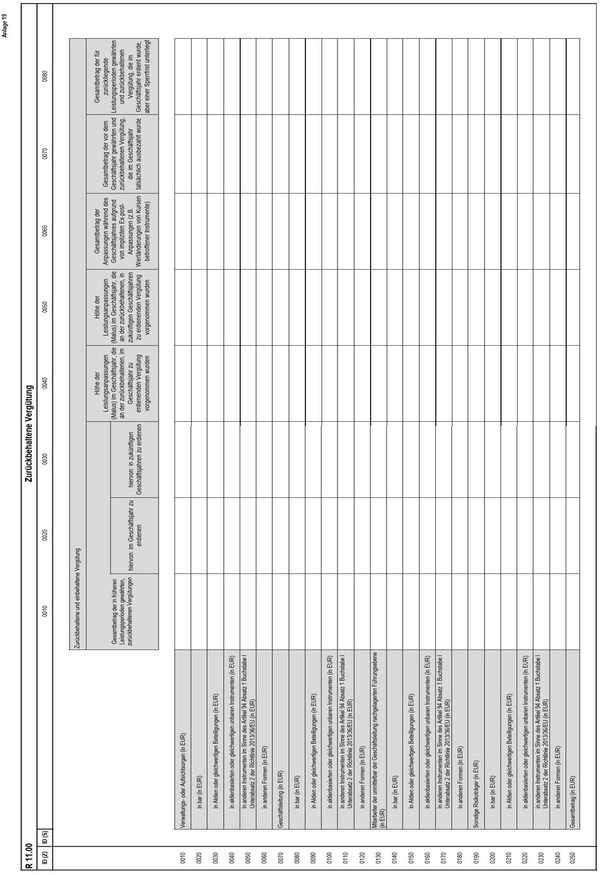 Anlage 19
R 11.00
Zurückbehaltene Vergütung
ID (Z)
ID (S)
0010
0020
0030
0040
0050
0060
0070
0080
Zurückbehaltene und einbehaltene Vergütung
Gesamtbetrag der in früheren
Leistungsperioden gewährten,
zurückbehaltenen Vergütungen
hiervon: im Geschäftsjahr zu
erdienen
hiervon: in zukünftigen
Geschäftsjahren zu erdienen
Höhe der
Leistungsanpassungen
(Malus) im Geschäftsjahr, die
an der zurückbehaltenen, im
Geschäftsjahr zu
erdienenden Vergütung
vorgenommen wurden
Höhe der
Leistungsanpassungen
(Malus) im Geschäftsjahr, die
an der zurückbehaltenen, in
zukünftigen Geschäftsjahren
zu erdienenden Vergütung
vorgenommen wurden
Gesamtbetrag der
Anpassungen während des
Geschäftsjahres aufgrund
von impliziten Ex-post-
Anpassungen (z.B.
Wertänderungen von Kursen
betroffener Instrumente)
Gesamtbetrag der vor dem
Geschäftsjahr gewährten und
zurückbehaltenen Vergütung,
die im Geschäftsjahr
tatsächlich ausbezahlt wurde
Gesamtbetrag der für
zurückliegende
Leistungsperioden gewährten
und zurückbehaltenen
Vergütung, die im
Geschäftsjahr erdient wurde,
aber einer Sperrfrist unterliegt
0010 Verwaltungs- oder Aufsichtsorgan (in EUR)
0020 in bar (in EUR)
0030 in Aktien oder gleichwertigen Beteiligungen (in EUR)
0040 in aktienbasierten oder gleichwertigen unbaren Instrumenten (in EUR)
0050 in anderen Instrumenten im Sinne des Artikel 94 Absatz 1 Buchstabe l
Unterabsatz 2 der Richtlinie 2013/36/EU (in EUR)
0060 in anderen Formen (in EUR)
0070 Geschäftsleitung (in EUR)
0080 in bar (in EUR)
0090 in Aktien oder gleichwertigen Beteiligungen (in EUR)
0100 in aktienbasierten oder gleichwertigen unbaren Instrumenten (in EUR)
0110 in anderen Instrumenten im Sinne des Artikel 94 Absatz 1 Buchstabe l
Unterabsatz 2 der Richtlinie 2013/36/EU (in EUR)
0120 in anderen Formen (in EUR)
0130 Mitarbeiter der unmittelbar der Geschäftsleitung nachgelagerten Führungsebene
(in EUR)
0140 in bar (in EUR)
0150 in Aktien oder gleichwertigen Beteiligungen (in EUR)
0160 in aktienbasierten oder gleichwertigen unbaren Instrumenten (in EUR)
0170 in anderen Instrumenten im Sinne des Artikel 94 Absatz 1 Buchstabe l
Unterabsatz 2 der Richtlinie 2013/36/EU (in EUR)
0180 in anderen Formen (in EUR)
0190 Sonstige Risikoträger (in EUR)
0200 in bar (in EUR)
0210 in Aktien oder gleichwertigen Beteiligungen (in EUR)
0220 in aktienbasierten oder gleichwertigen unbaren Instrumenten (in EUR)
0230 in anderen Instrumenten im Sinne des Artikel 94 Absatz 1 Buchstabe l
Unterabsatz 2 der Richtlinie 2013/36/EU (in EUR)
0240 in anderen Formen (in EUR)
0250 Gesamtbetrag (in EUR)